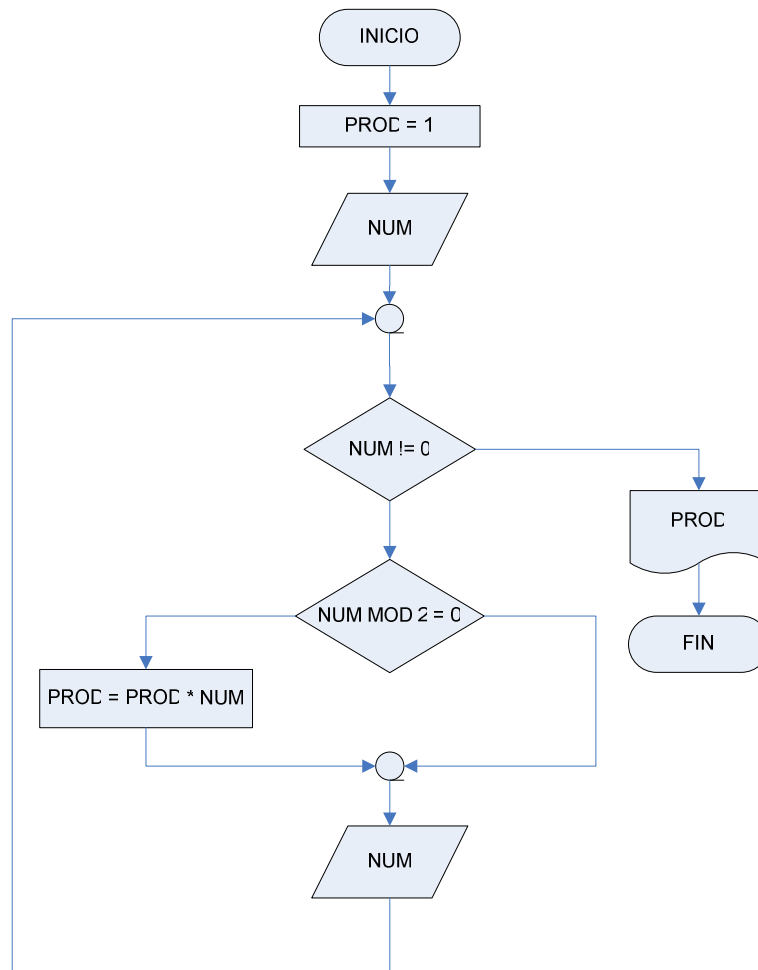 INICIO
PROD = 1
NUM
NUM != 0
PROD
NUM MOD 2 = 0
FIN
PROD = PROD * NUM
NUM